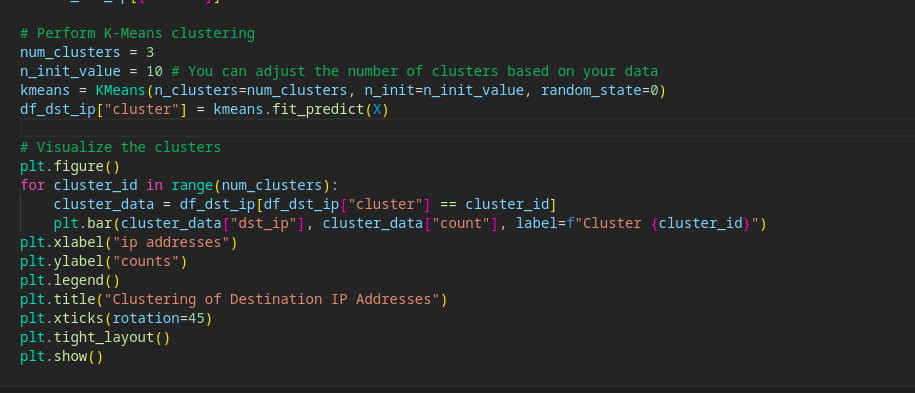 # Perform K-Means clustering
num_clusters = 3
n_init_value = 10 # You can adjust the number of clusters based on your data
kmeans = KMeans(n_clusters=num_clusters, n_init=n_init_value, random_state=0)
df_dst_ip["cluster"] = kmeans.fit_predict(X)
# Visualize the clusters
plt.figure()
for cluster_id in range(num_clusters):
    cluster_data = df_dst_ip[df_dst_ip["cluster"] == cluster_id]
    plt.bar(cluster_data["dst_ip"], cluster_data["count"], label=f"Cluster {cluster_id}")
plt.xlabel("ip addresses")
plt.ylabel("counts")
plt.legend()
plt.title("Clustering of Destination IP Addresses")
plt.xticks(rotation=45)
plt.tight_layout()
plt.show()